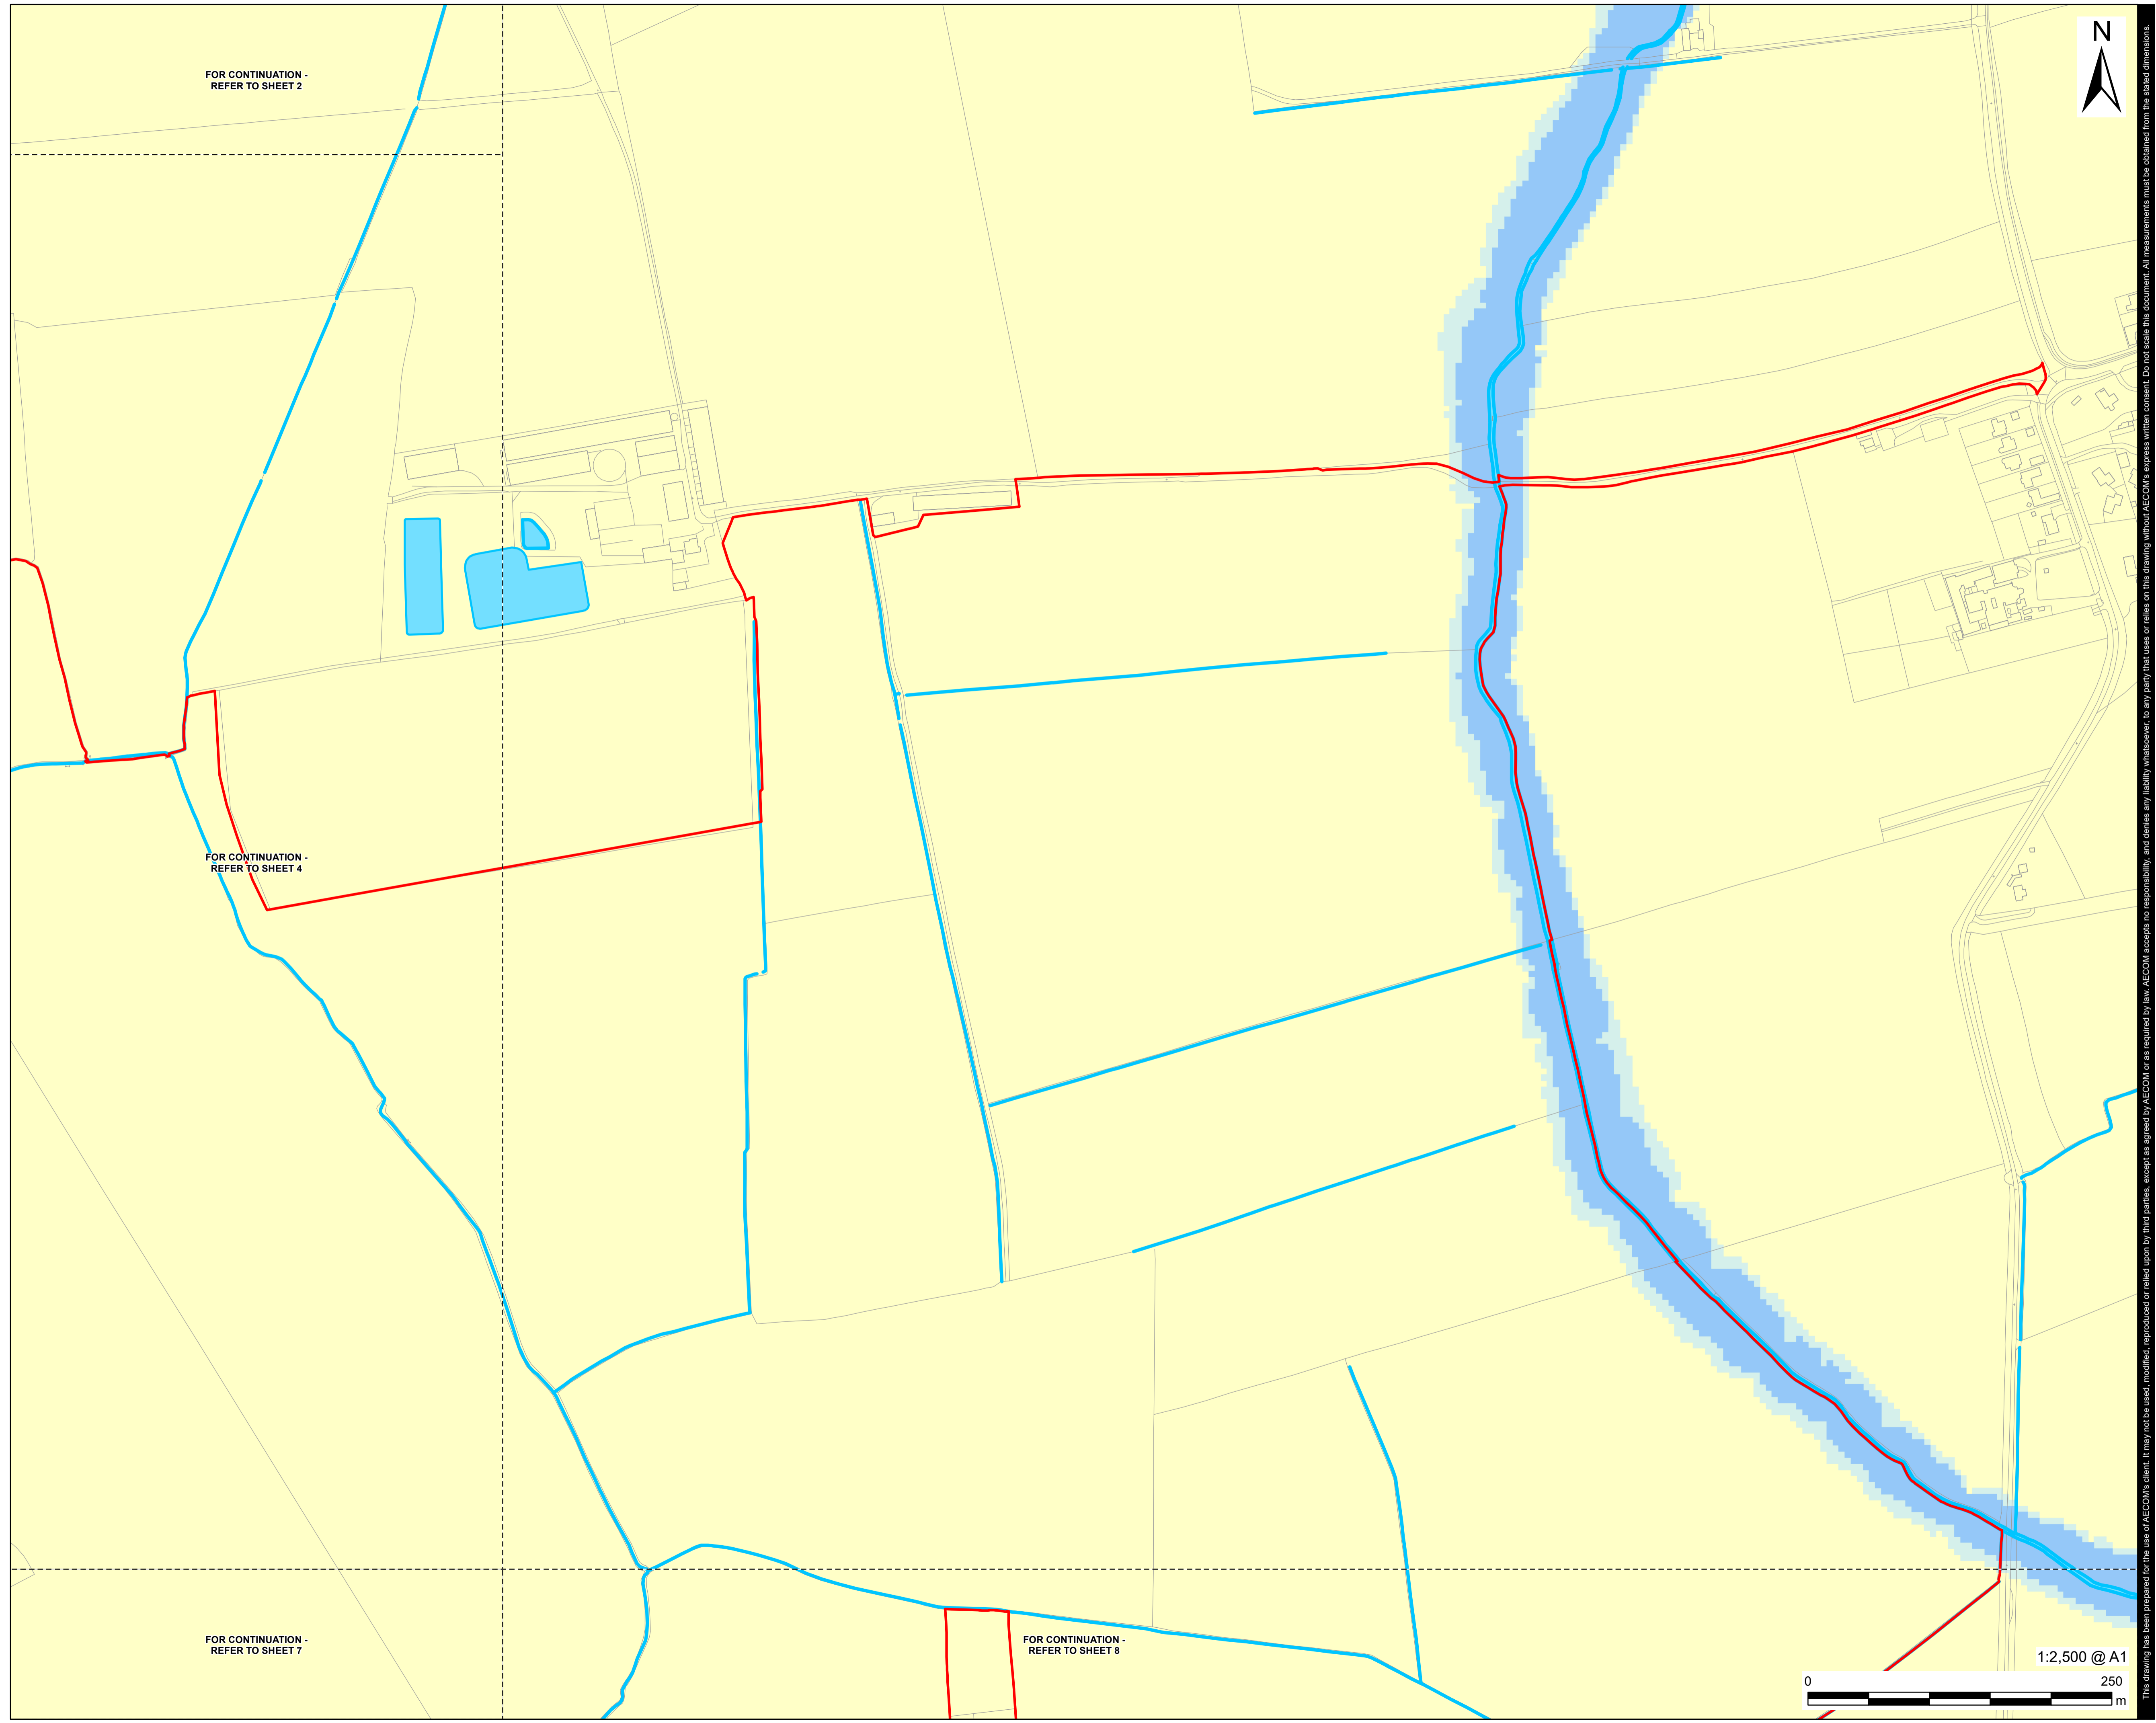 FOR CONTINUATION -
REFER TO SHEET 2
N
FOR CONTINUATION -
REFER TO SHEET 4
FOR CONTINUATION -
REFER TO SHEET 7
FOR CONTINUATION -
REFER TO SHEET 8
1:2,500 @ A1
0 250
m
This drawing has been prepared for the use of AECOM's client. It may not be used, modified, reproduced or relied upon by third parties, except as agreed by AECOM or as required by law. AECOM accepts no responsibility, and denies any liability whatsoever, to any party that uses or relies on this drawing without AECOM's express written consent. Do not scale this document. All measurements must be obtained from the stated dimensions.